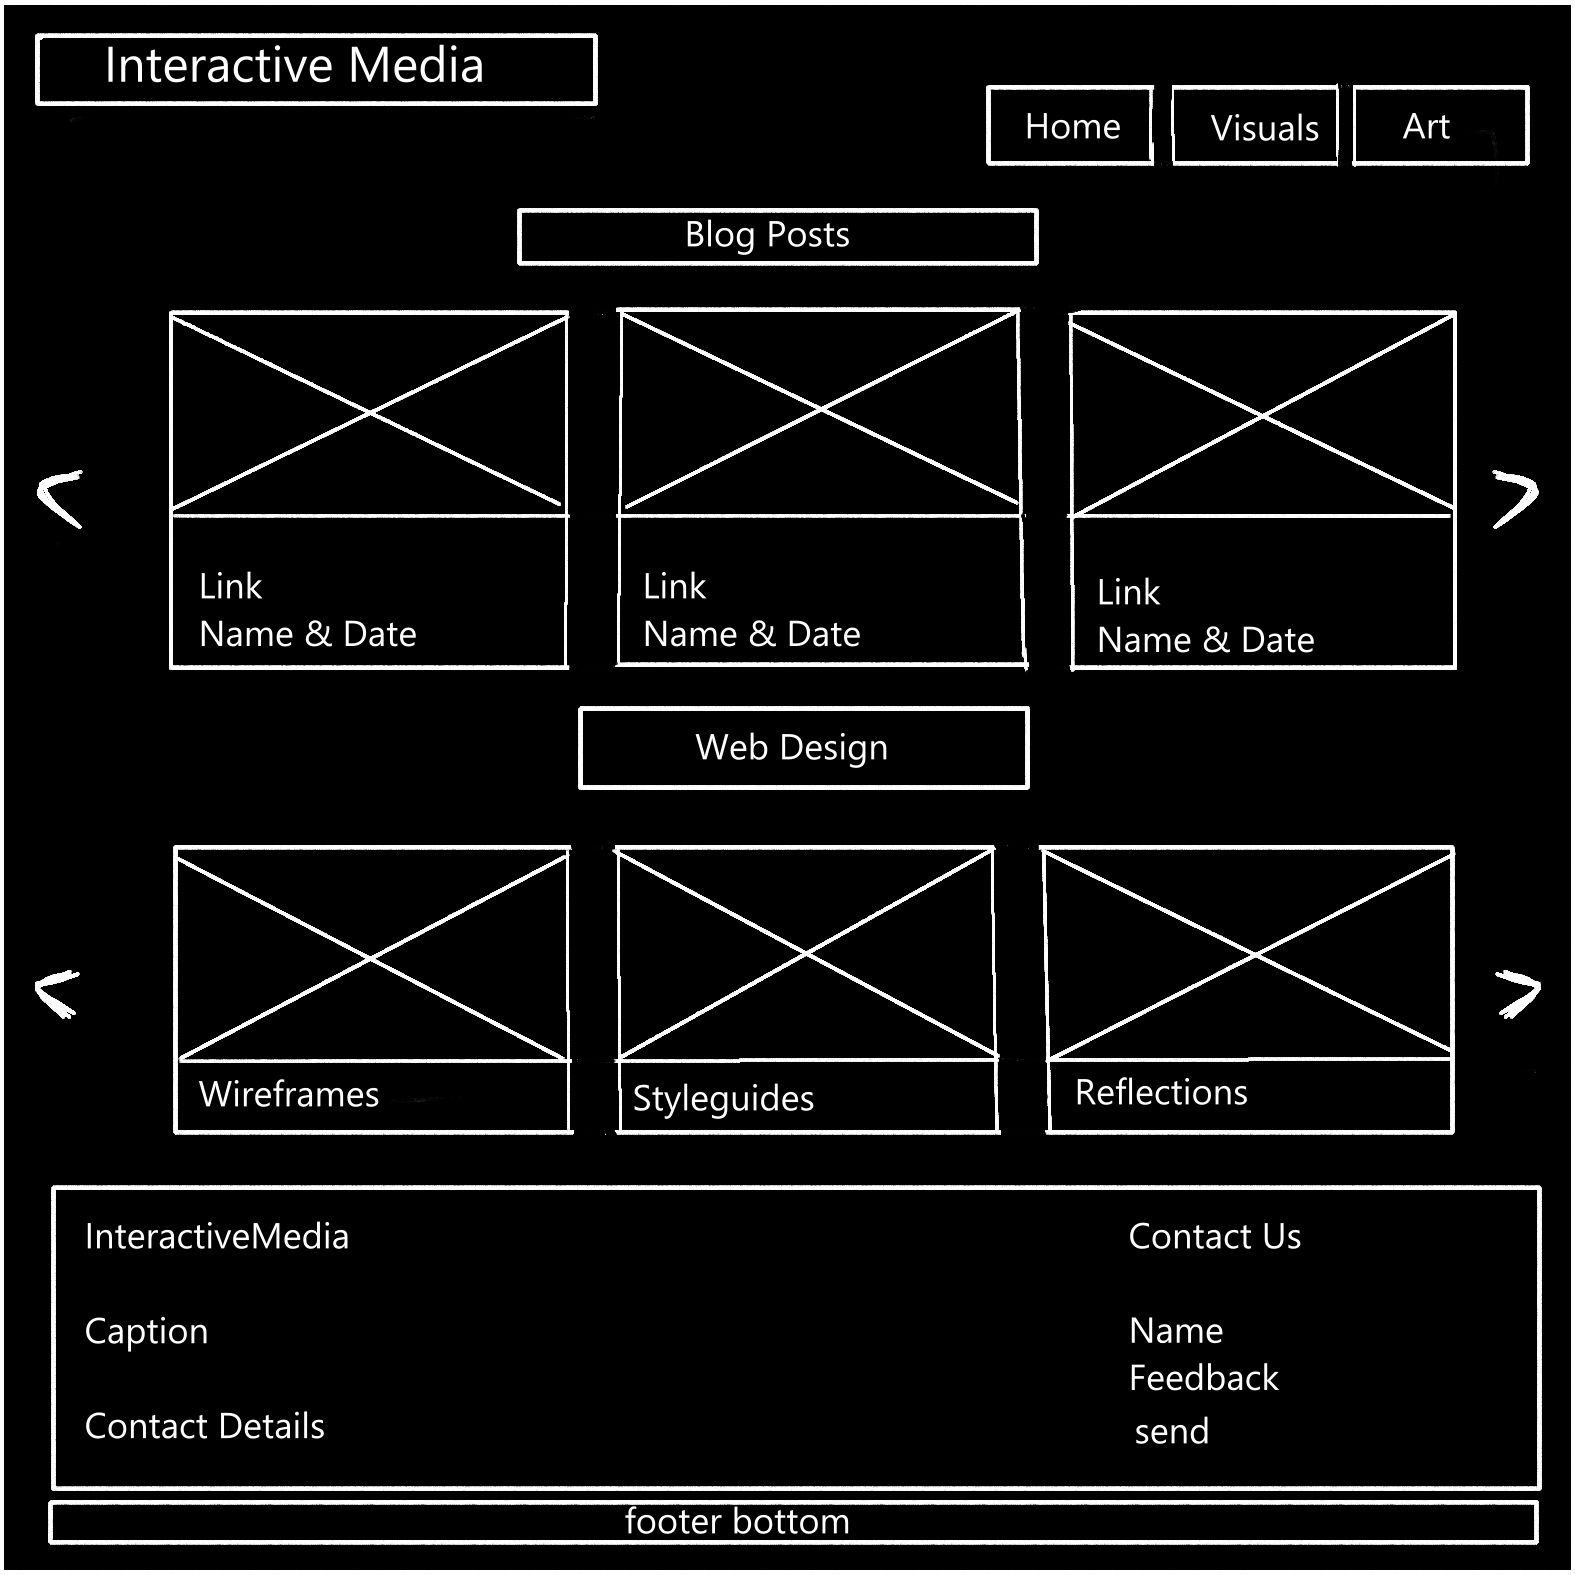 Interactive Media
Home
Visuals
Art
Blog Posts
Link
Name & Date
Link
Name & Date
Link
Name & Date
Web Design
Wireframes
Styleguides
Reflections
InteractiveMedia
Caption
Contact Details
Contact Us
Name
Feedback
send
footer bottom